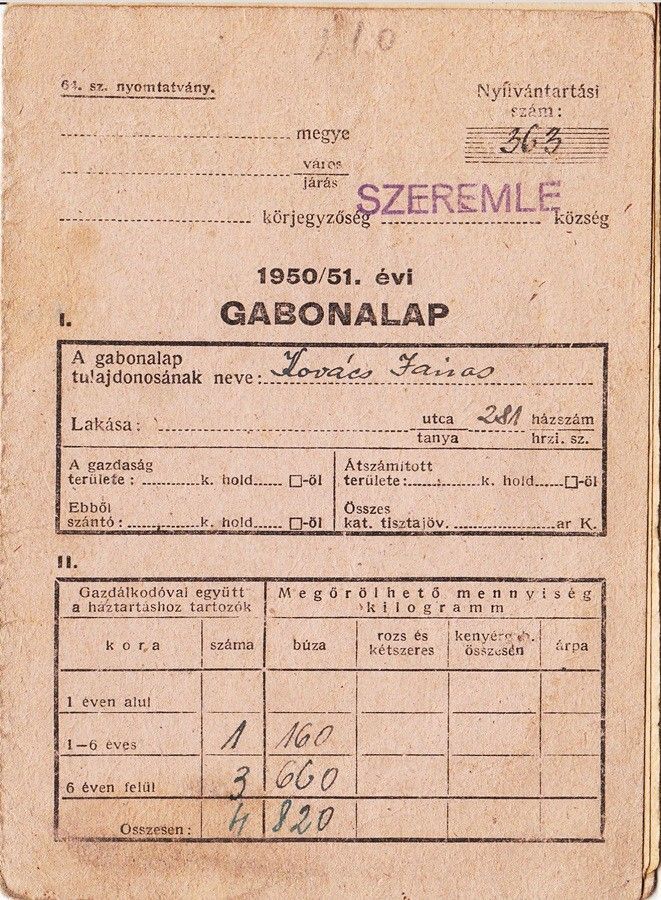 64. sz. nyomtatvány.
Nyilvántartási
szám:
363
megye
város
járás
körjegyzőség SZEREMLE község
1950/51. évi
I. GABONALAP
A gabonalap
tulajdonosának neve: Kovács János
Lakása: utca 281 házszám
tanya hrzi. sz.
A gazdaság
területe: k. hold □-öl
Átszámított
területe: k. hold □-öl
Ebből
szántó: k. hold □-öl
Összes
kat. tisztajöv. ar K.
II.
Gazdálkodóval együtt
a háztartáshoz tartozók
Megőrölhető mennyiség
kilogramm
kora száma búza rozs és kétszeres összesen árpa
1 éven alul
1-6 éves 1 160
6 éven felül 3 660
Összesen: 4 820